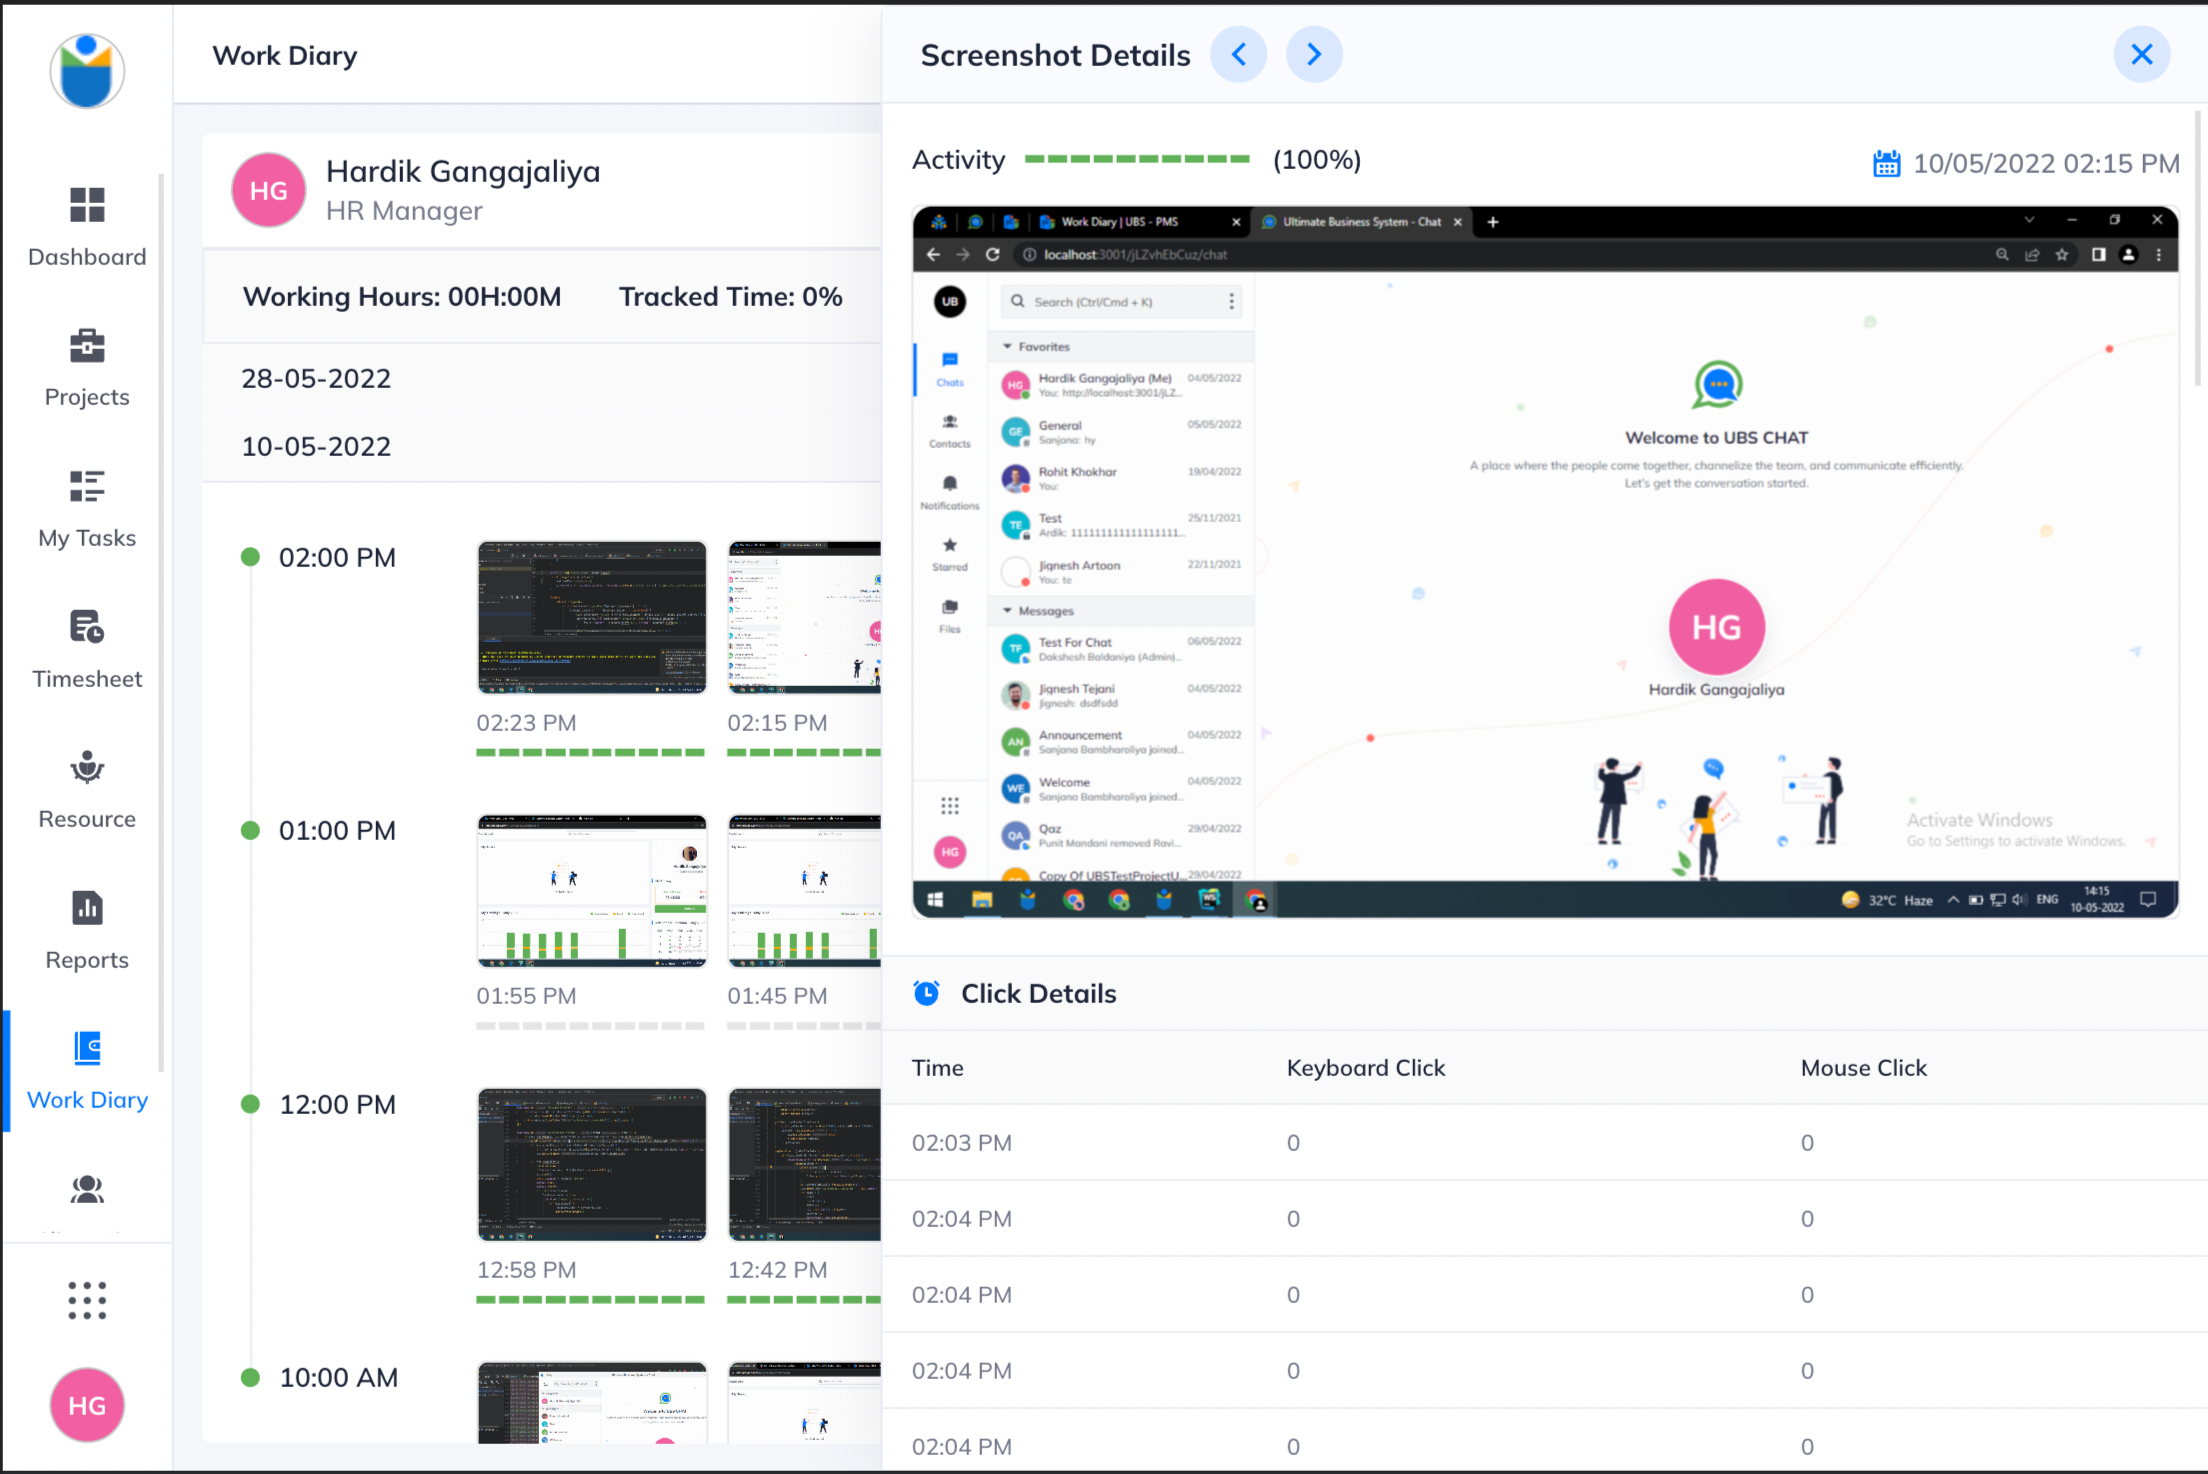 Work Diary
Screenshot Details
HG
Hardik Gangajaliya
HR Manager
Working Hours: 00H:00M
Tracked Time: 0%
28-05-2022
10-05-2022
Dashboard
Projects
My Tasks
Timesheet
Resource
Reports
Work Diary
HG
02:00 PM
02:23 PM
02:15 PM
01:00 PM
01:55 PM
01:45 PM
12:00 PM
12:58 PM
12:42 PM
10:00 AM
Activity
(100%)
10/05/2022 02:15 PM
Work Diary | UBS - PMS
Ultimate Business System - Chat
localhost:3001/jLZvhEbCuz/chat
UB
Search (Ctrl/Cmd + K)
Chats
Contacts
Notifications
Starred
Files
HG
Favorites
HG
Hardik Gangajaliya (Me) 04/05/2022
You: http://localhost:3001/jLZ...
GE
General 05/05/2022
Sanjana: hy
Rohit Khokhar 19/04/2022
You:
TE
Test 25/11/2021
Ardik: 111111111111111111...
Jignesh Artoon 22/11/2021
You: te
Messages
TF
Test For Chat 06/05/2022
Dakshesh Baldaniya (Admin)...
Jignesh Tejani 04/05/2022
Jignesh: dsdfsdd
AN
Announcement 04/05/2022
Sanjana Bambharoliya joined...
WE
Welcome 04/05/2022
Sanjana Bambharoliya joined...
QA
Qaz 29/04/2022
Punit Mandani removed Ravi...
Copy Of UBSTestProjectU... 29/04/2022
Welcome to UBS CHAT
A place where the people come together, channelize the team, and communicate efficiently.
Let's get the conversation started.
HG
Hardik Gangajaliya
Activate Windows
Go to Settings to activate Windows.
32°C Haze
ENG
14:15
10-05-2022
Click Details
Time Keyboard Click Mouse Click
02:03 PM 0 0
02:04 PM 0 0
02:04 PM 0 0
02:04 PM 0 0
02:04 PM 0 0